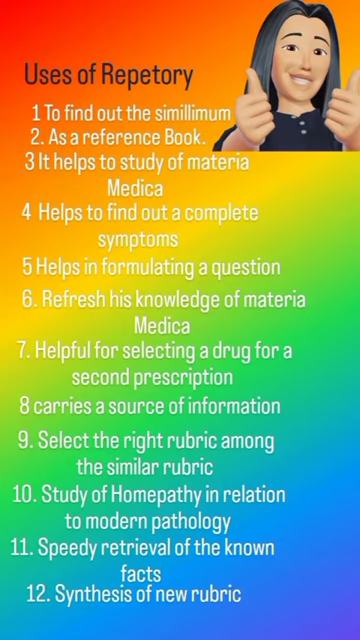 Uses of Repetory
1 To find out the simillimum
2. As a reference Book.
3 It helps to study of materia
Medica
4 Helps to find out a complete
symptoms
5 Helps in formulating a question
6. Refresh his knowledge of materia
Medica
7. Helpful for selecting a drug for a
second prescription
8 carries a source of information
9. Select the right rubric among
the similar rubric
10. Study of Homepathy in relation
to modern pathology
11. Speedy retrieval of the known
facts
12. Synthesis of new rubric